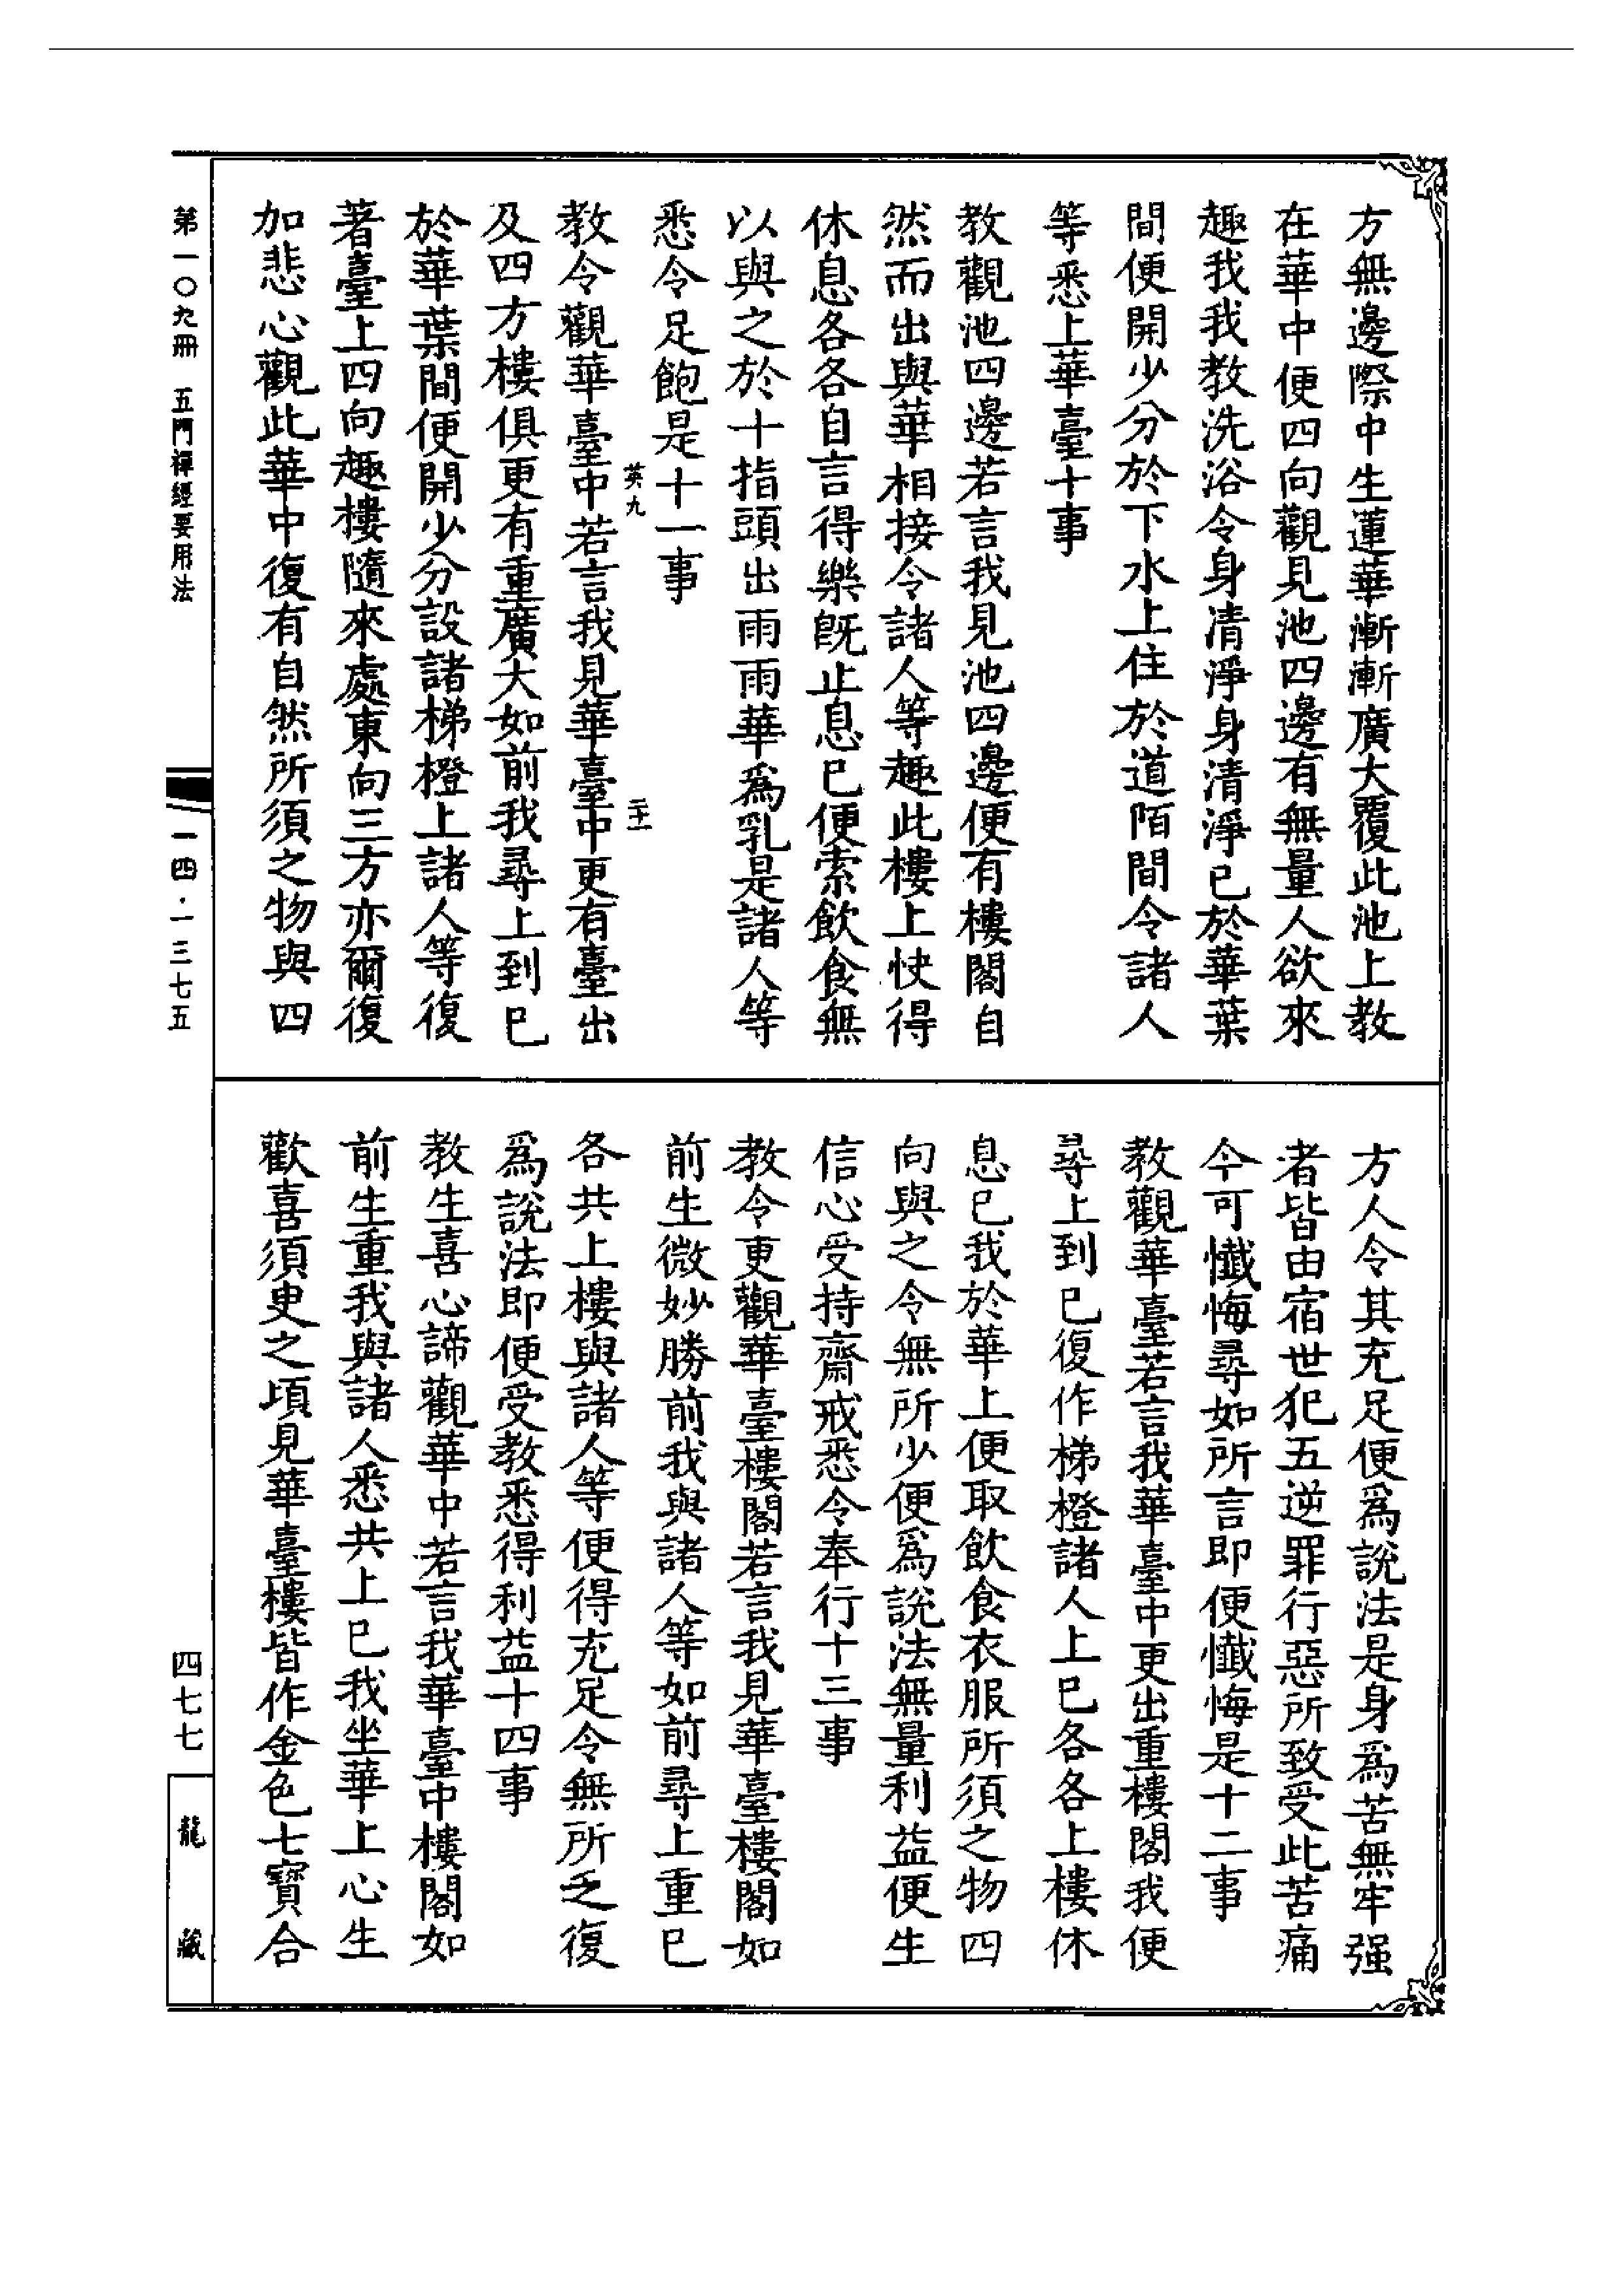 方無邊際中生蓮華漸漸廣大覆此池上教
在華中便四向觀見池四邊有無量人欲來
趣我我教洗浴令身清淨身清淨已於華葉
間便開少分於下水上住於道陌間令諸人
等悉上華臺十事
教觀池四邊若言我見池四邊便有樓閣自
然而出與華相接令諸人等趣此樓上快得
休息各各自言得樂既止息已便索飲食無
以與之於十指頭出雨雨華為乳是諸人等
悉令足飽是十一事
英九
二十一
教令觀華臺中若言我見華臺中更有臺出
及四方樓俱更有重廣大如前我尋上到已
於華葉間便開少分設諸梯橙上諸人等復
著臺上四向趣樓隨來處東向三方亦爾復
加悲心觀此華中復有自然所須之物與四
方人令其充足便為說法是身為苦無牢强
者皆由宿世犯五逆罪行惡所致受此苦痛
今可懺悔尋如所言即便懺悔是十二事
教觀華臺若言我華臺中更出重樓閣我便
尋上到已復作梯橙諸人上已各各上樓休
息已我於華上便取飲食衣服所須之物四
向與之令無所少便為說法無量利益便生
信心受持齋戒悉令奉行十三事
教令更觀華臺樓閣若言我見華臺樓閣如
前生微妙勝前我與諸人等如前尋上重已
各共上樓與諸人等便得充足令無所乏復
為說法即便受教悉得利益十四事
教生喜心諦觀華中若言我華臺中樓閣如
前生重我與諸人悉共上已我坐華上心生
歡喜須臾之頃見華臺樓皆作金色七寶合
第一〇九冊 五門禪經要用法
一四·一三七五
四七七
龍藏